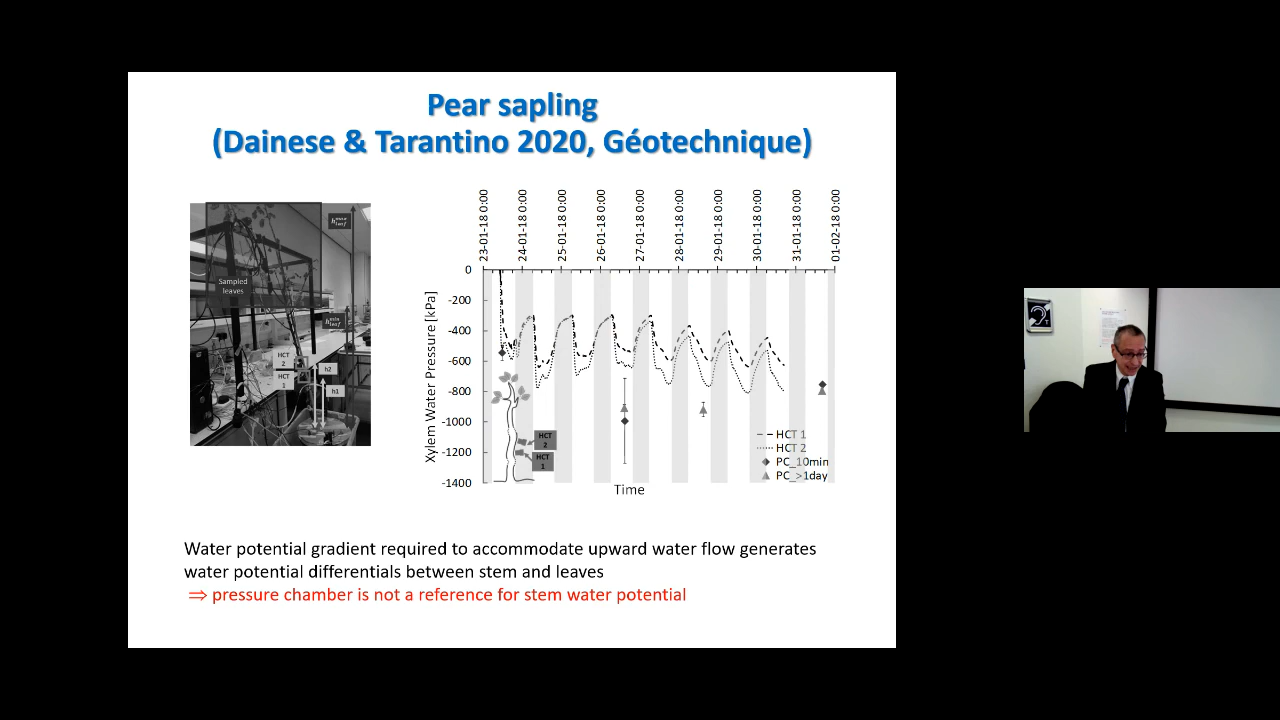 Pear sapling
(Dainese & Tarantino 2020, Géotechnique)
Sampled
leaves
HCT
2
HCT
1
h2
h1
23-01-18 0:00
24-01-18 0:00
25-01-18 0:00
26-01-18 0:00
27-01-18 0:00
28-01-18 0:00
29-01-18 0:00
30-01-18 0:00
31-01-18 0:00
01-02-18 0:00
0
-200
-400
-600
-800
-1000
-1200
-1400
Xylem Water Pressure [kPa]
Time
HCT
2
HCT
1
HCT 1
HCT 2
PC_10min
PC_>1day
Water potential gradient required to accommodate upward water flow generates
water potential differentials between stem and leaves
⇒ pressure chamber is not a reference for stem water potential
T